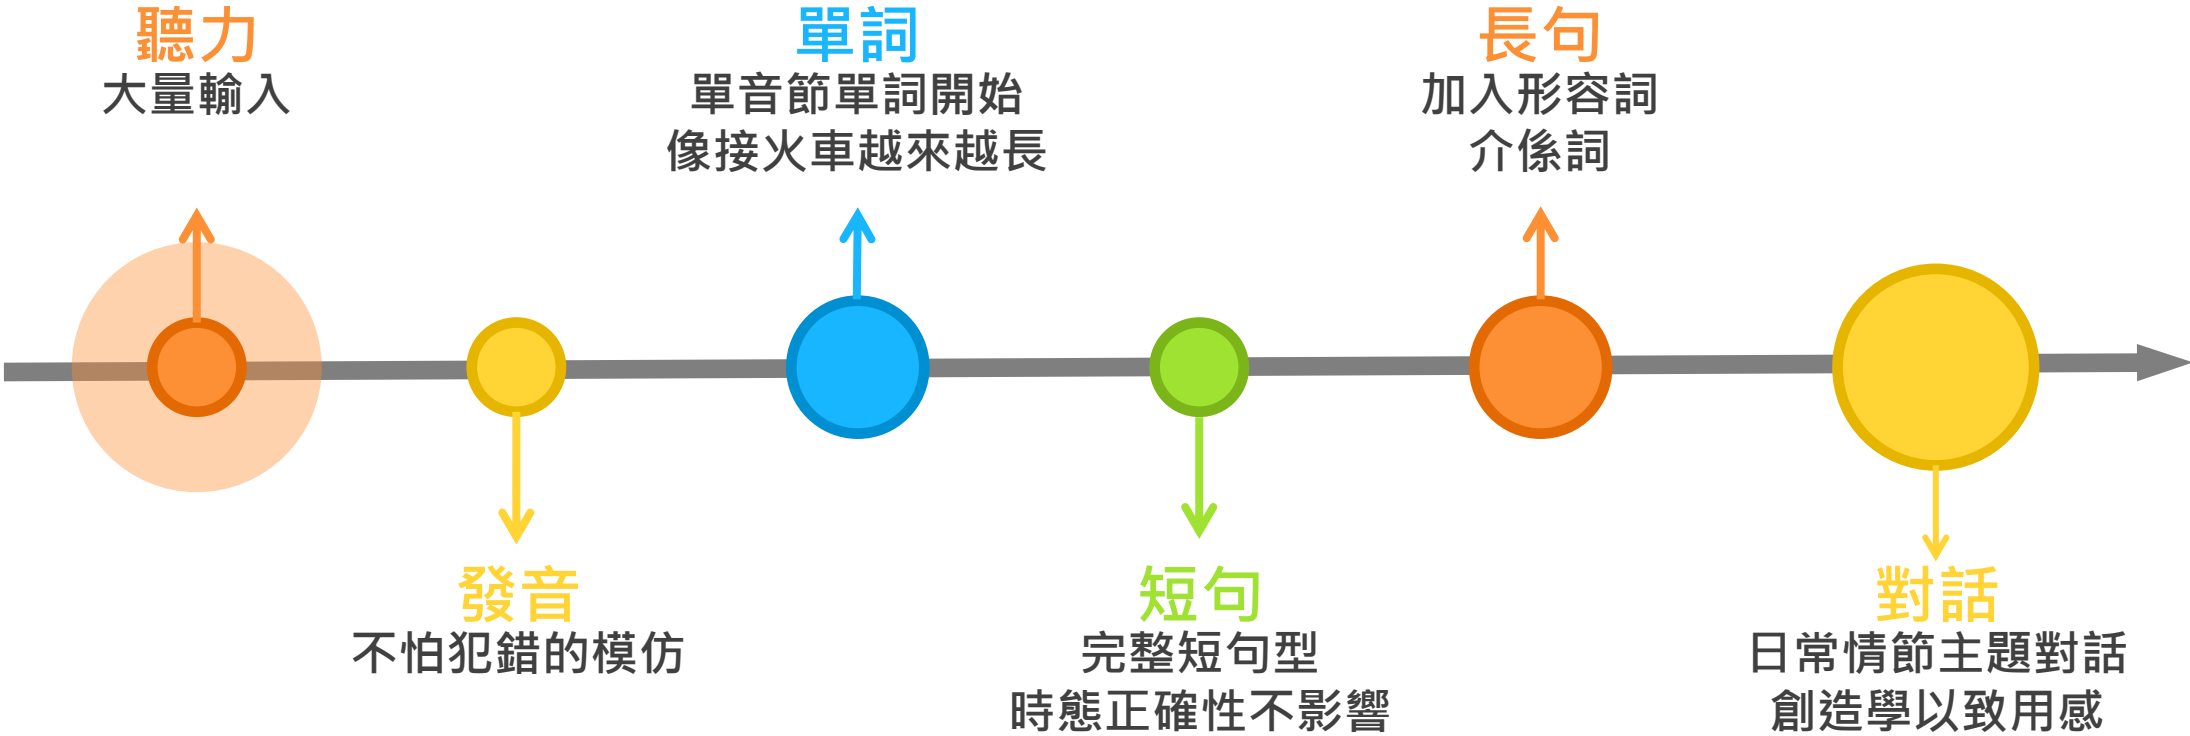 聽力
大量輸入
發音
不怕犯錯的模仿
單詞
單音節單詞開始
像接火車越來越長
短句
完整短句型
時態正確性不影響
長句
加入形容詞
介係詞
對話
日常情節主題對話
創造學以致用感